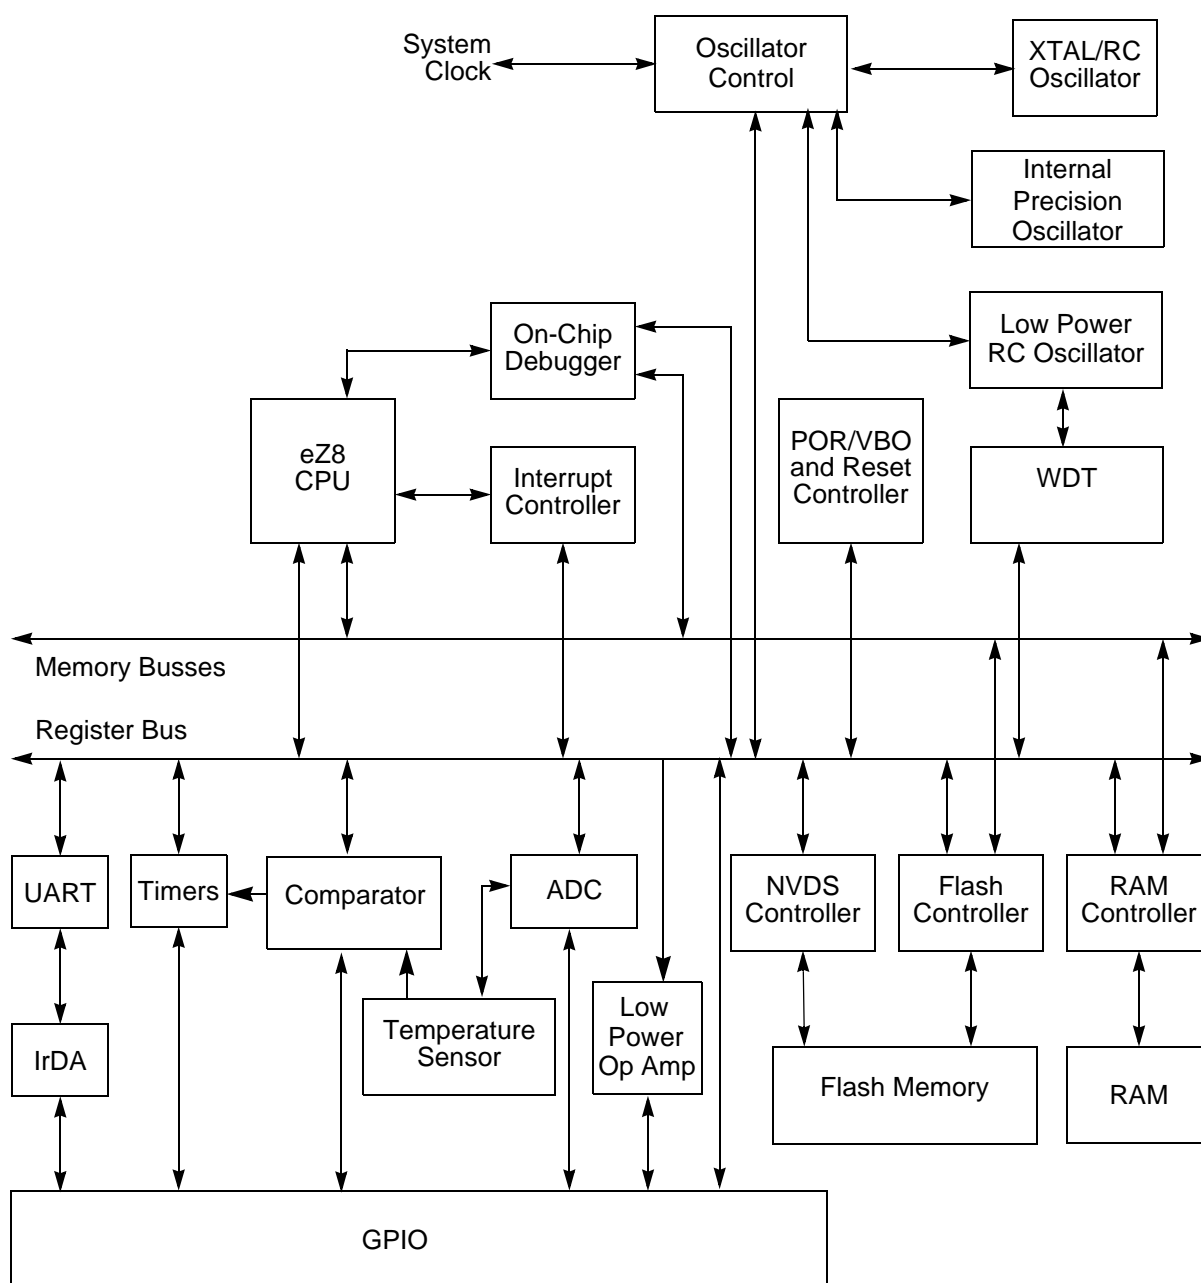 System
Clock
Oscillator
Control
XTAL/RC
Oscillator
Internal
Precision
Oscillator
Low Power
RC Oscillator
On-Chip
Debugger
eZ8
CPU
Interrupt
Controller
POR/VBO
and Reset
Controller
WDT
Memory Busses
Register Bus
UART
Timers
Comparator
ADC
NVDS
Controller
Flash
Controller
RAM
Controller
IrDA
Temperature
Sensor
Low
Power
Op Amp
Flash Memory
RAM
GPIO